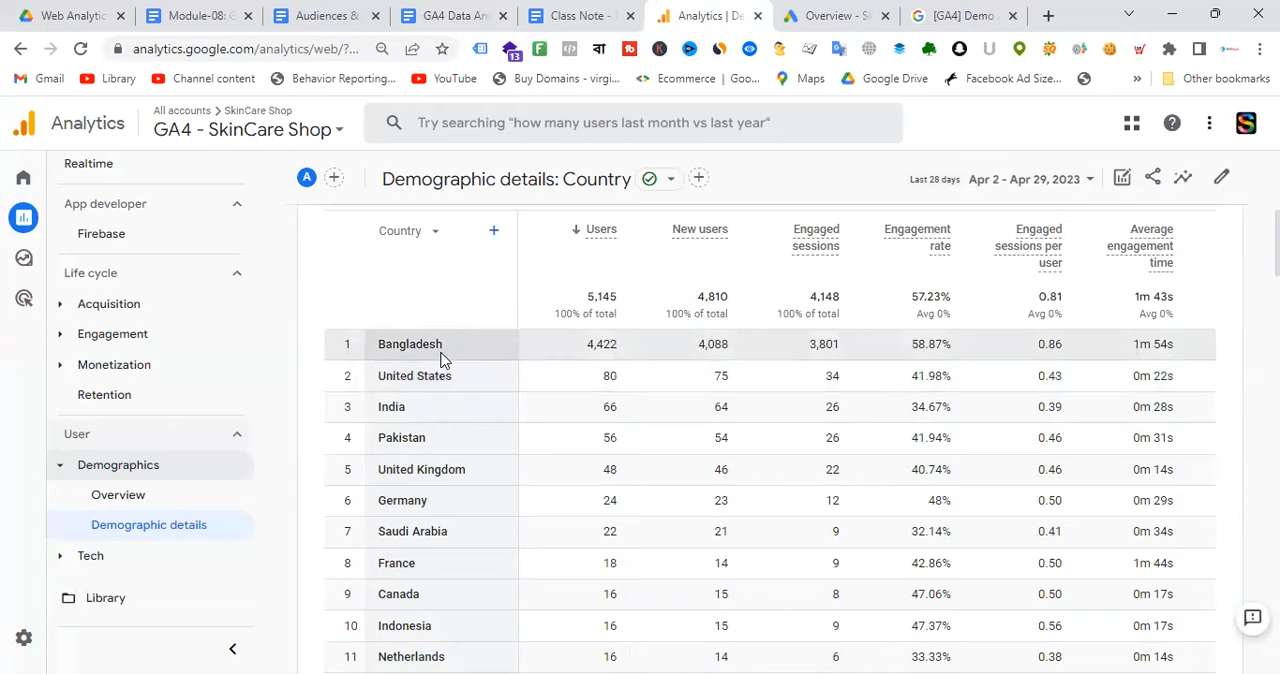 Web Analytic
Module-08: G
Audiences &
GA4 Data Ana
Class Note -
Analytics | De
Overview - Sk
[GA4] Demo
analytics.google.com/analytics/web/?...
13
বা
Gmail
Library
Channel content
Behavior Reporting...
YouTube
Buy Domains - virgi...
Ecommerce | Goo...
Maps
Google Drive
Facebook Ad Size...
»
Other bookmarks
Analytics
All accounts > SkinCare Shop
GA4 - SkinCare Shop
Try searching "how many users last month vs last year"
Realtime
App developer
Firebase
Life cycle
Acquisition
Engagement
Monetization
Retention
User
Demographics
Overview
Demographic details
Tech
Library
A
Demographic details: Country
Last 28 days Apr 2 - Apr 29, 2023
Country
Users
New users
Engaged
sessions
Engagement
rate
Engaged
sessions per
user
Average
engagement
time
5,145 4,810 4,148 57.23% 0.81 1m 43s
100% of total 100% of total 100% of total Avg 0% Avg 0% Avg 0%
1 Bangladesh 4,422 4,088 3,801 58.87% 0.86 1m 54s
2 United States 80 75 34 41.98% 0.43 0m 22s
3 India 66 64 26 34.67% 0.39 0m 28s
4 Pakistan 56 54 26 41.94% 0.46 0m 31s
5 United Kingdom 48 46 22 40.74% 0.46 0m 14s
6 Germany 24 23 12 48% 0.50 0m 29s
7 Saudi Arabia 22 21 9 32.14% 0.41 0m 34s
8 France 18 14 9 42.86% 0.50 1m 44s
9 Canada 16 15 8 47.06% 0.50 0m 17s
10 Indonesia 16 15 9 47.37% 0.56 0m 17s
11 Netherlands 16 14 6 33.33% 0.38 0m 14s